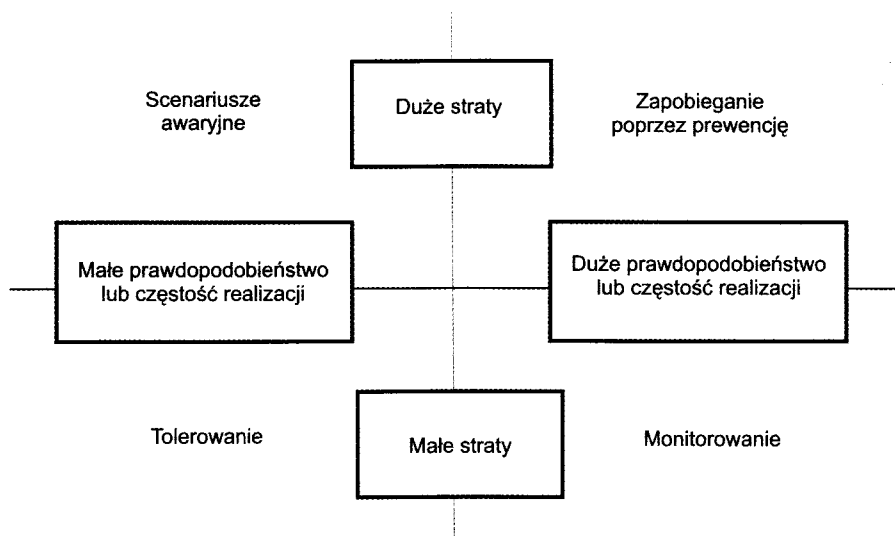 Scenariusze
awaryjne
Duże straty
Zapobieganie
poprzez prewencję
Małe prawdopodobieństwo
lub częstość realizacji
Duże prawdopodobieństwo
lub częstość realizacji
Tolerowanie
Małe straty
Monitorowanie